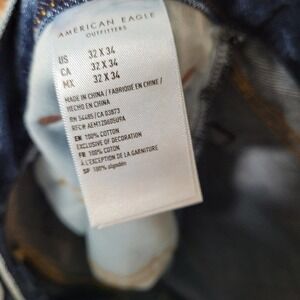 AMERICAN EAGLE
OUTFITTERS
US 32 X 34
CA 32 X 34
MX 32 X 34
MADE IN CHINA / FABRIQUÉ EN CHINE /
HECHO EN CHINA
RN 54485 / CA 03873
RFC# AEM120605U9A
EN 100% COTTON
EXCLUSIVE OF DECORATION
FR 100% COTON
À L'EXCEPTION DE LA GARNITURE
SP 100% algodón